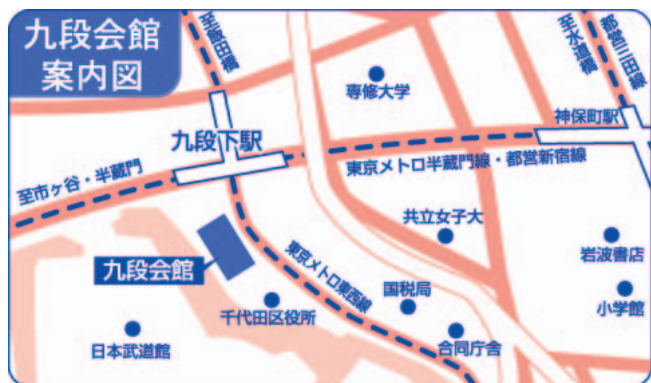 九段会館
案内図
至飯田橋
専修大学
至水道橋
都営三田線
神保町駅
九段下駅
東京メトロ半蔵門線・都営新宿線
至市ヶ谷・半蔵門
共立女子大
岩波書店
九段会館
東京メトロ東西線
国税局
小学館
千代田区役所
合同庁舎
日本武道館